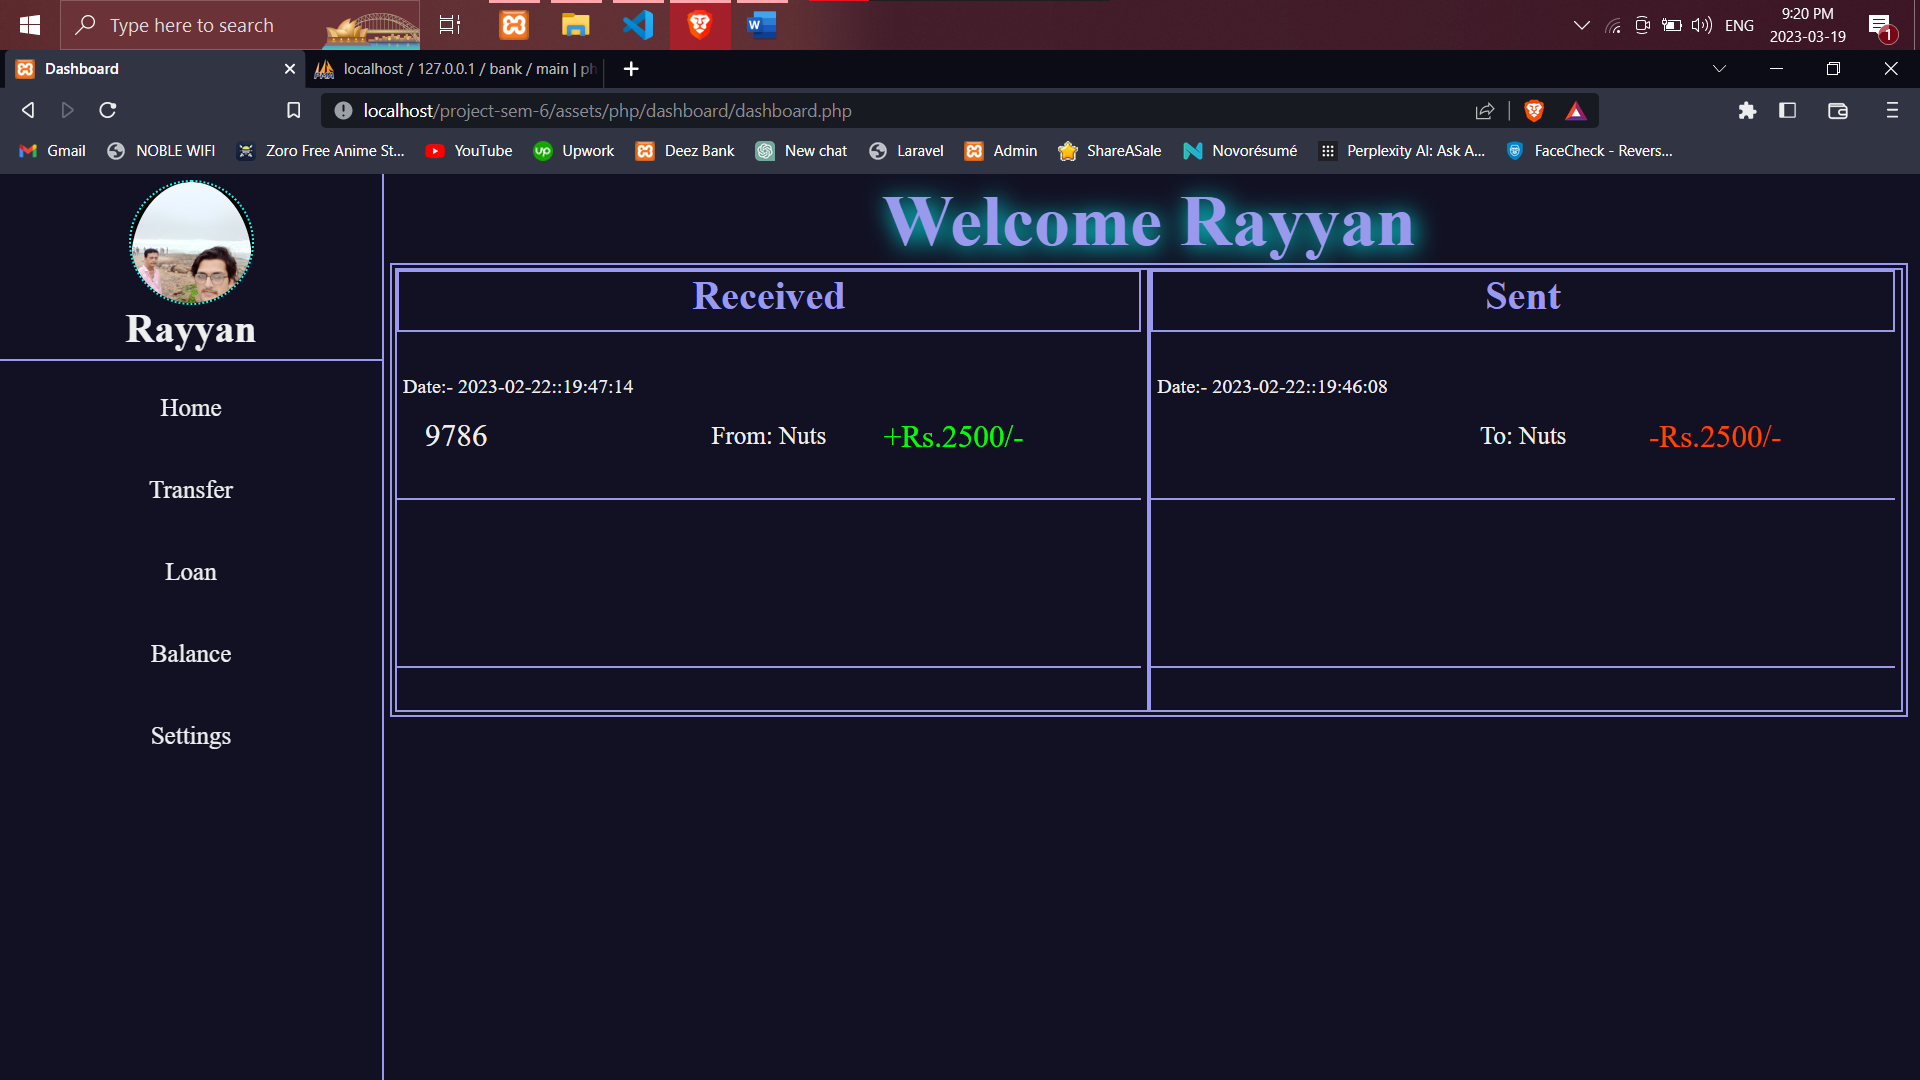 Type here to search
ENG
9:20 PM
2023-03-19
1
Dashboard
localhost / 127.0.0.1 / bank / main | ph
localhost/project-sem-6/assets/php/dashboard/dashboard.php
Gmail
NOBLE WIFI
Zoro Free Anime St...
YouTube
up
Upwork
Deez Bank
New chat
Laravel
Admin
ShareASale
Novorésumé
Perplexity AI: Ask A...
FaceCheck - Revers...
Rayyan
Home
Transfer
Loan
Balance
Settings
Welcome Rayyan
Received
Date:- 2023-02-22::19:47:14
9786 From: Nuts +Rs.2500/-
Sent
Date:- 2023-02-22::19:46:08
To: Nuts -Rs.2500/-